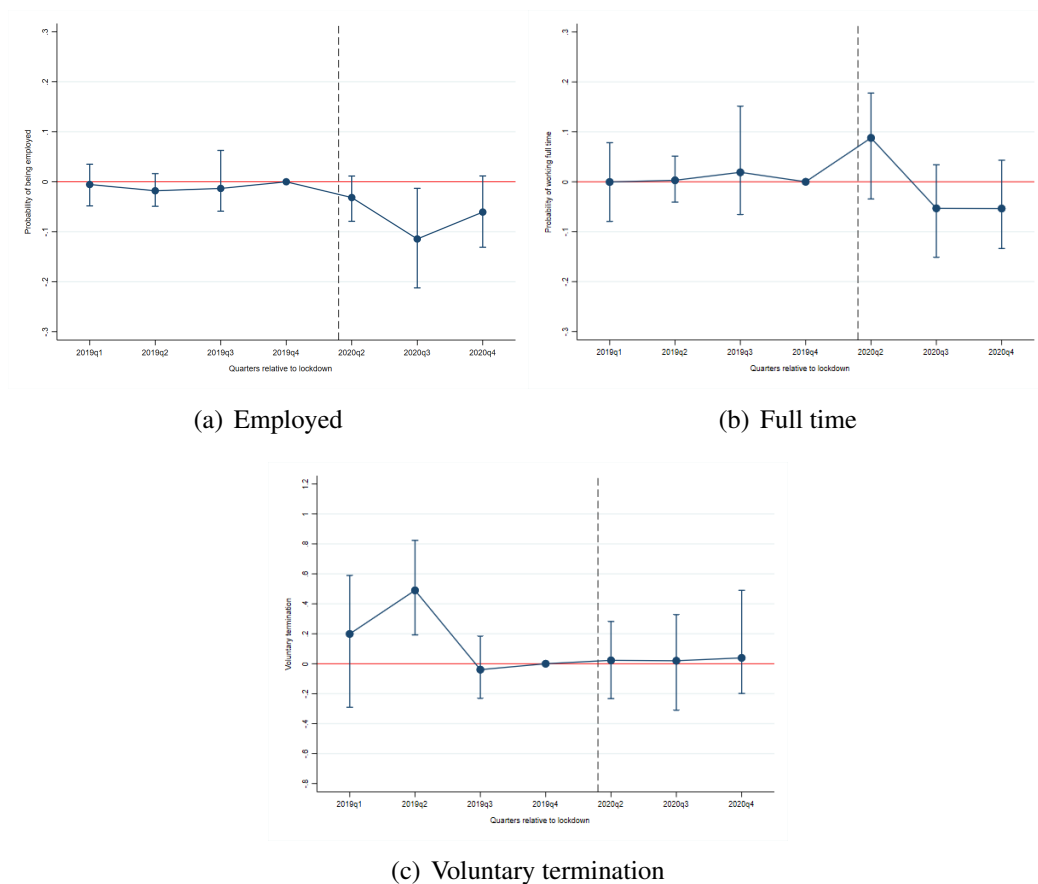 .3
.2
.1
0
-.1
-.2
-.3
Probability of being employed
2019q1 2019q2 2019q3 2019q4 2020q2 2020q3 2020q4
Quarters relative to lockdown
(a) Employed
.3
.2
.1
0
-.1
-.2
-.3
Probability of working full time
2019q1 2019q2 2019q3 2019q4 2020q2 2020q3 2020q4
Quarters relative to lockdown
(b) Full time
1.2
1
.8
.6
.4
.2
0
-.2
-.4
-.6
-.8
Voluntary termination
2019q1 2019q2 2019q3 2019q4 2020q2 2020q3 2020q4
Quarters relative to lockdown
(c) Voluntary termination